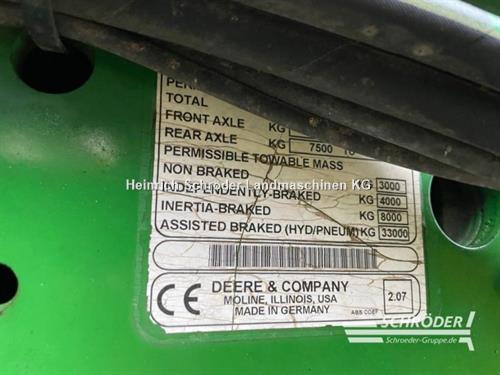 TOTAL
FRONT AXLE KG
REAR AXLE KG 7500
PERMISSIBLE TOWABLE MASS
NON BRAKED 3000
Heinrich Schröder Landmaschinen KG
INDEPENDENTLY-BRAKED KG 4000
INERTIA-BRAKED KG 8000
ASSISTED BRAKED (HYD/PNEUM) KG 33000
CE DEERE & COMPANY 2.07
MOLINE, ILLINOIS, USA
MADE IN GERMANY
SCHRÖDER
Schroeder-Gruppe.de